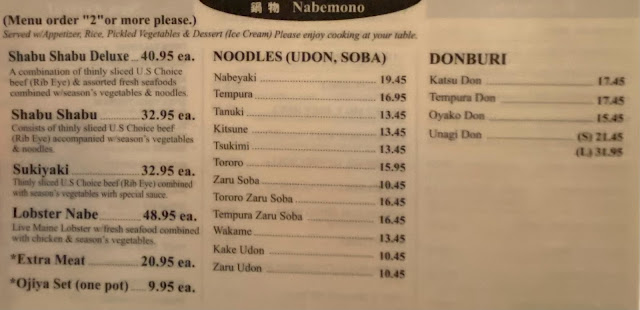 鍋物 Nabemono
(Menu order "2"or more please.)
Served w/Appetizer, Rice, Pickled Vegetables & Dessert (Ice Cream) Please enjoy cooking at your table.
Shabu Shabu Deluxe 40.95 ea.
A combination of thinly sliced U.S Choice
beef (Rib Eye) & assorted fresh seafoods
combined w/season's vegetables & noodles.
Shabu Shabu 32.95 ea.
Consists of thinly sliced U.S Choice beef
(Rib Eye) accompanied w/season's vegetables
& noodles.
Sukiyaki 32.95 ea.
Thinly sliced U.S Choice beef (Rib Eye) combined
with season's vegetables with special sauce.
Lobster Nabe 48.95 ea.
Live Maine Lobster w/fresh seafood combined
with chicken & season's vegetables.
*Extra Meat 20.95 ea.
*Ojiya Set (one pot) 9.95 ea.
NOODLES (UDON, SOBA)
Nabeyaki 19.45
Tempura 16.95
Tanuki 13.45
Kitsune 13.45
Tsukimi 13.45
Tororo 15.95
Zaru Soba 10.45
Tororo Zaru Soba 16.45
Tempura Zaru Soba 16.45
Wakame 13.45
Kake Udon 10.45
Zaru Udon 10.45
DONBURI
Katsu Don 17.45
Tempura Don 17.45
Oyako Don 15.45
Unagi Don (S) 21.45
(L) 31.95